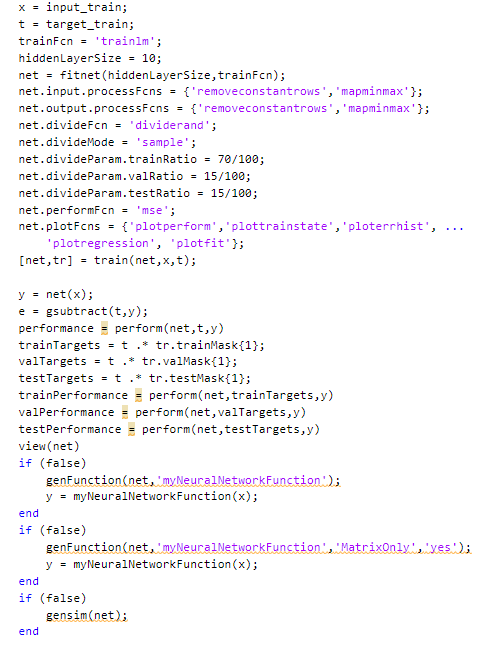 x = input_train;
t = target_train;
trainFcn = 'trainlm';
hiddenLayerSize = 10;
net = fitnet(hiddenLayerSize,trainFcn);
net.input.processFcns = {'removeconstantrows','mapminmax'};
net.output.processFcns = {'removeconstantrows','mapminmax'};
net.divideFcn = 'dividerand';
net.divideMode = 'sample';
net.divideParam.trainRatio = 70/100;
net.divideParam.valRatio = 15/100;
net.divideParam.testRatio = 15/100;
net.performFcn = 'mse';
net.plotFcns = {'plotperform','plottrainstate','ploterrhist', ...
    'plotregression', 'plotfit'};
[net,tr] = train(net,x,t);

y = net(x);
e = gsubtract(t,y);
performance = perform(net,t,y)
trainTargets = t .* tr.trainMask{1};
valTargets = t .* tr.valMask{1};
testTargets = t .* tr.testMask{1};
trainPerformance = perform(net,trainTargets,y)
valPerformance = perform(net,valTargets,y)
testPerformance = perform(net,testTargets,y)
view(net)
if (false)
    genFunction(net,'myNeuralNetworkFunction');
    y = myNeuralNetworkFunction(x);
end
if (false)
    genFunction(net,'myNeuralNetworkFunction','MatrixOnly','yes');
    y = myNeuralNetworkFunction(x);
end
if (false)
    gensim(net);
end